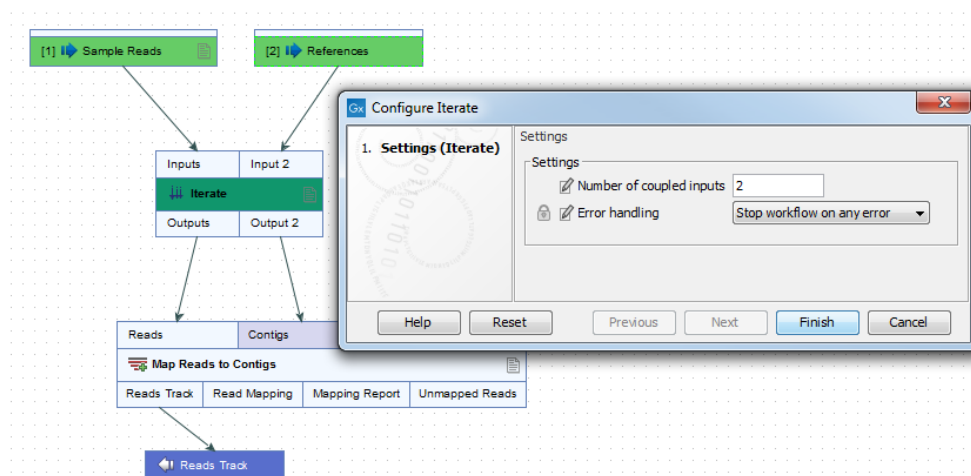 [1] Sample Reads
[2] References
Inputs
Input 2
Iterate
Outputs
Output 2
Reads
Contigs
Map Reads to Contigs
Reads Track
Read Mapping
Mapping Report
Unmapped Reads
Reads Track
Gx Configure Iterate
1. Settings (Iterate)
Settings
Settings
Number of coupled inputs 2
Error handling Stop workflow on any error
Help
Reset
Previous
Next
Finish
Cancel